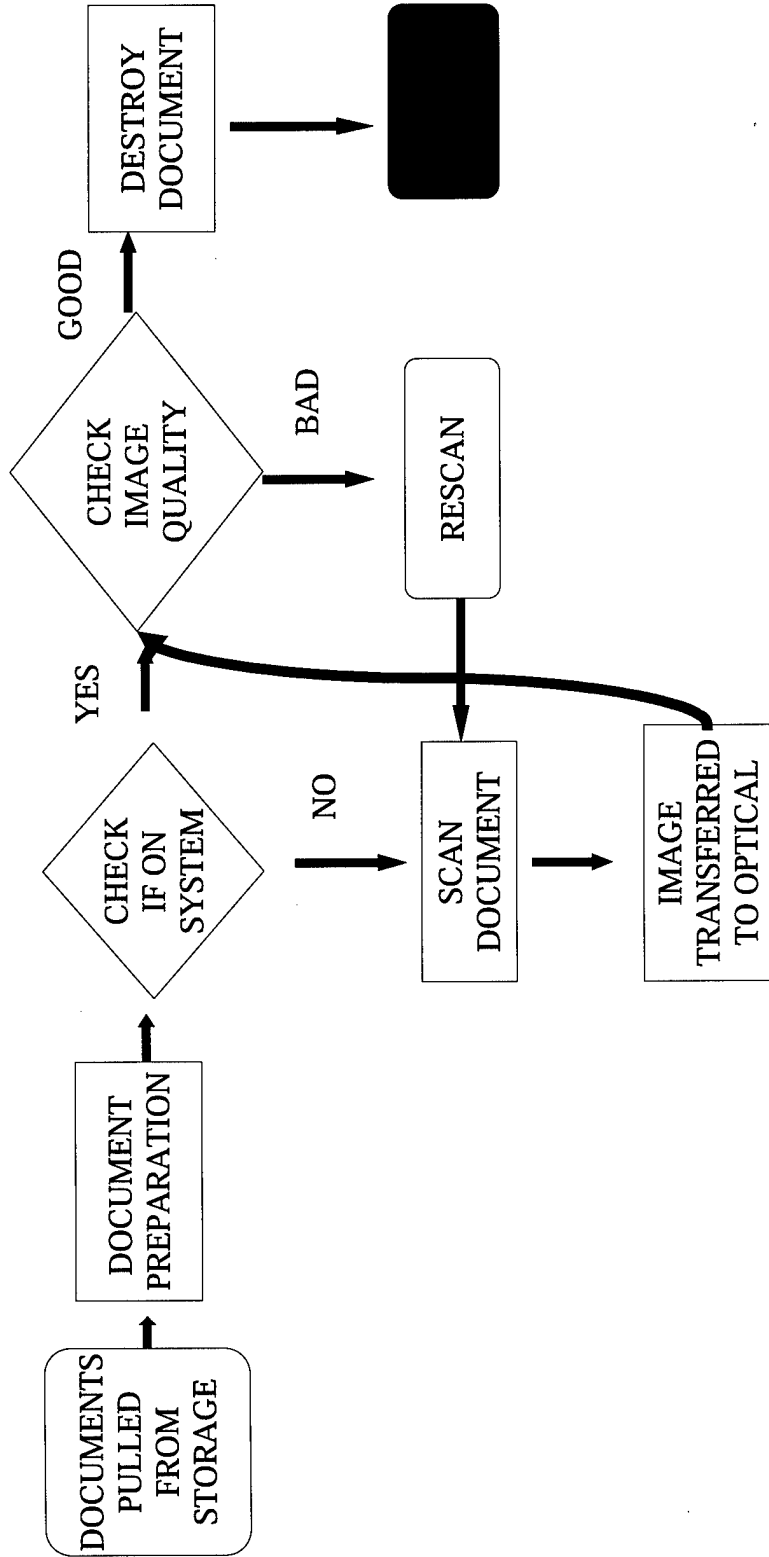 DOCUMENTS
PULLED
FROM
STORAGE
DOCUMENT
PREPARATION
CHECK
IF ON
SYSTEM
YES
NO
CHECK
IMAGE
QUALITY
GOOD
BAD
DESTROY
DOCUMENT
RESCAN
SCAN
DOCUMENT
IMAGE
TRANSFERRED
TO OPTICAL